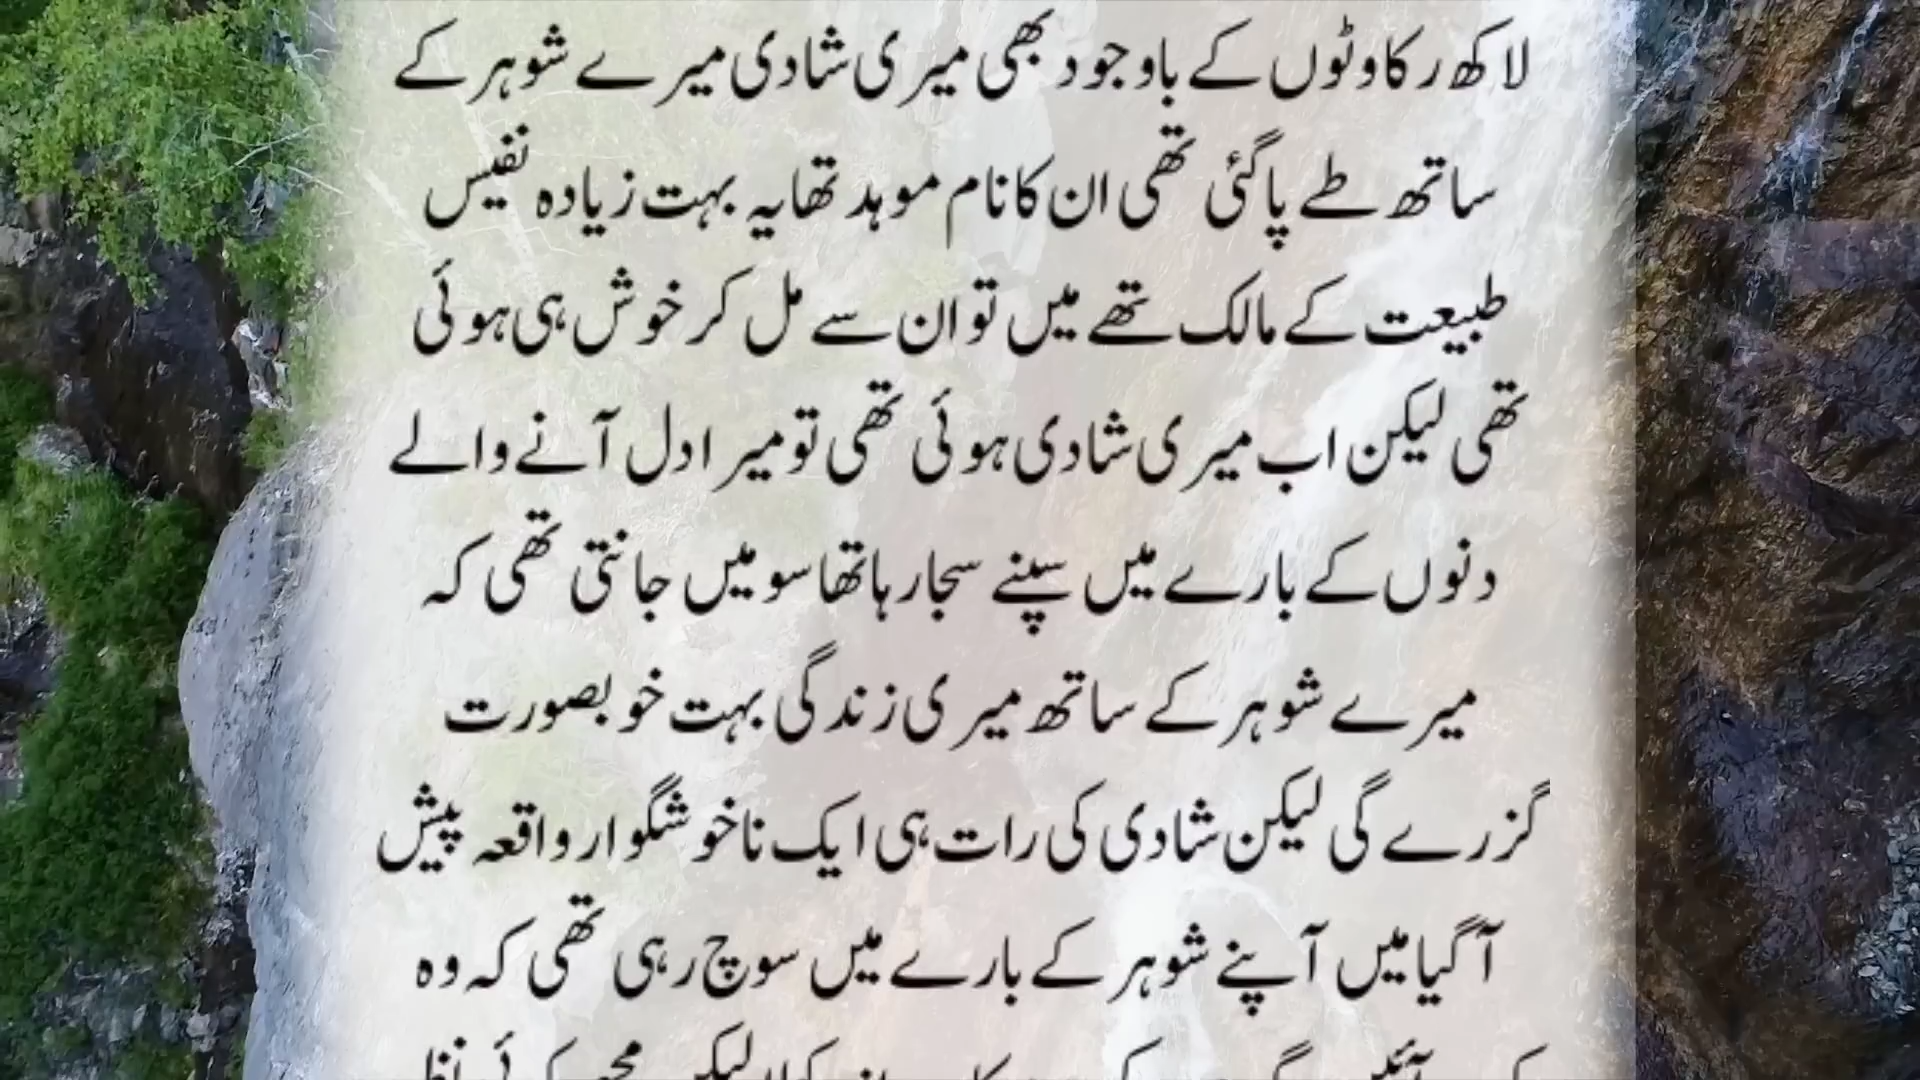 لاکھ رکاوٹوں کے باوجود بھی میری شادی میرے شوہر کے
ساتھ طے پاگئی تھی ان کا نام موہد تھا یہ بہت زیادہ نفیس
طبیعت کے مالک تھے میں تو ان سے مل کر خوش ہی ہوئی
تھی لیکن اب میری شادی ہوئی تھی تو میرا دل آنے والے
دنوں کے بارے میں سپنے سجا رہا تھا سو میں جانتی تھی کہ
میرے شوہر کے ساتھ میری زندگی بہت خوبصورت
گزرے گی لیکن شادی کی رات ہی ایک ناخوشگوار واقعہ پیش
آگیا میں آپنے شوہر کے بارے میں سوچ رہی تھی کہ وہ